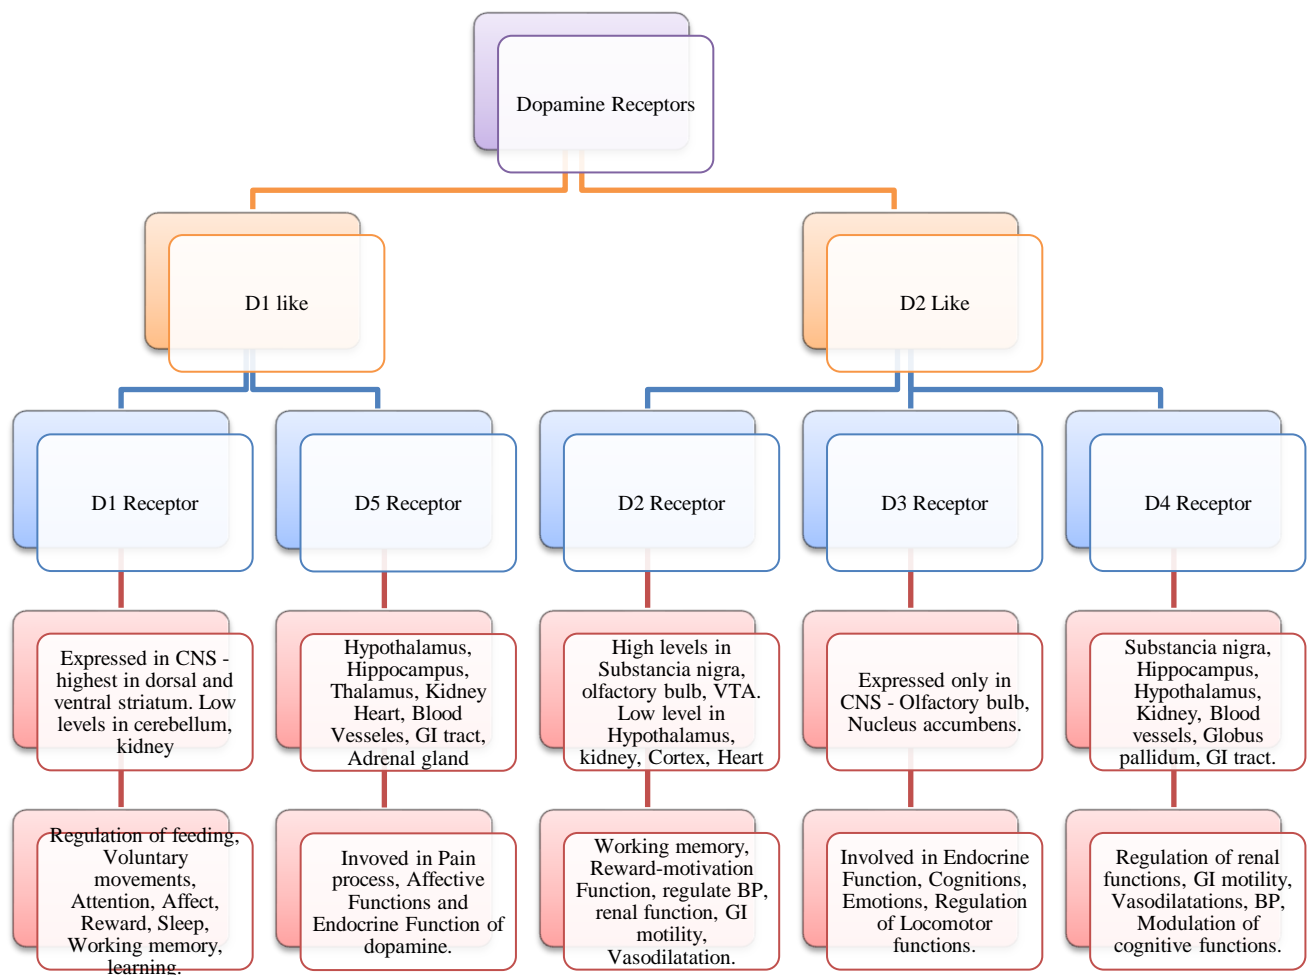 Dopamine Receptors
D1 like
D2 Like
D1 Receptor
D5 Receptor
D2 Receptor
D3 Receptor
D4 Receptor
Expressed in CNS -
highest in dorsal and
ventral striatum. Low
levels in cerebellum,
kidney
Hypothalamus,
Hippocampus,
Thalamus, Kidney
Heart, Blood
Vesseles, GI tract,
Adrenal gland
High levels in
Substancia nigra,
olfactory bulb, VTA.
Low level in
Hypothalamus,
kidney, Cortex, Heart
Expressed only in
CNS - Olfactory bulb,
Nucleus accumbens.
Substancia nigra,
Hippocampus,
Hypothalamus,
Kidney, Blood
vessels, Globus
pallidum, GI tract.
Regulation of feeding,
Voluntary
movements,
Attention, Affect,
Reward, Sleep,
Working memory,
learning.
Invoved in Pain
process, Affective
Functions and
Endocrine Function of
dopamine.
Working memory,
Reward-motivation
Function, regulate BP,
renal function, GI
motility,
Vasodilatation.
Involved in Endocrine
Function, Cognitions,
Emotions, Regulation
of Locomotor
functions.
Regulation of renal
functions, GI motility,
Vasodilatations, BP,
Modulation of
cognitive functions.